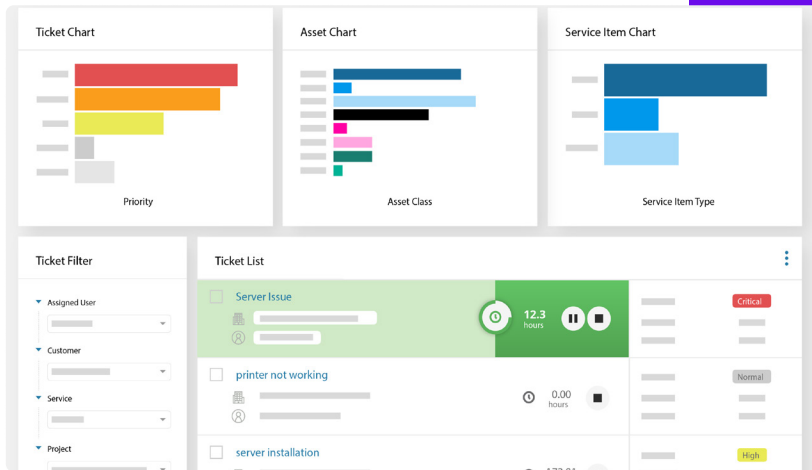 Ticket Chart
Asset Chart
Service Item Chart
Priority
Asset Class
Service Item Type
Ticket Filter
Ticket List
Assigned User
Customer
Service
Project
Server Issue
12.3
hours
Critical
printer not working
0.00
hours
Normal
server installation
High